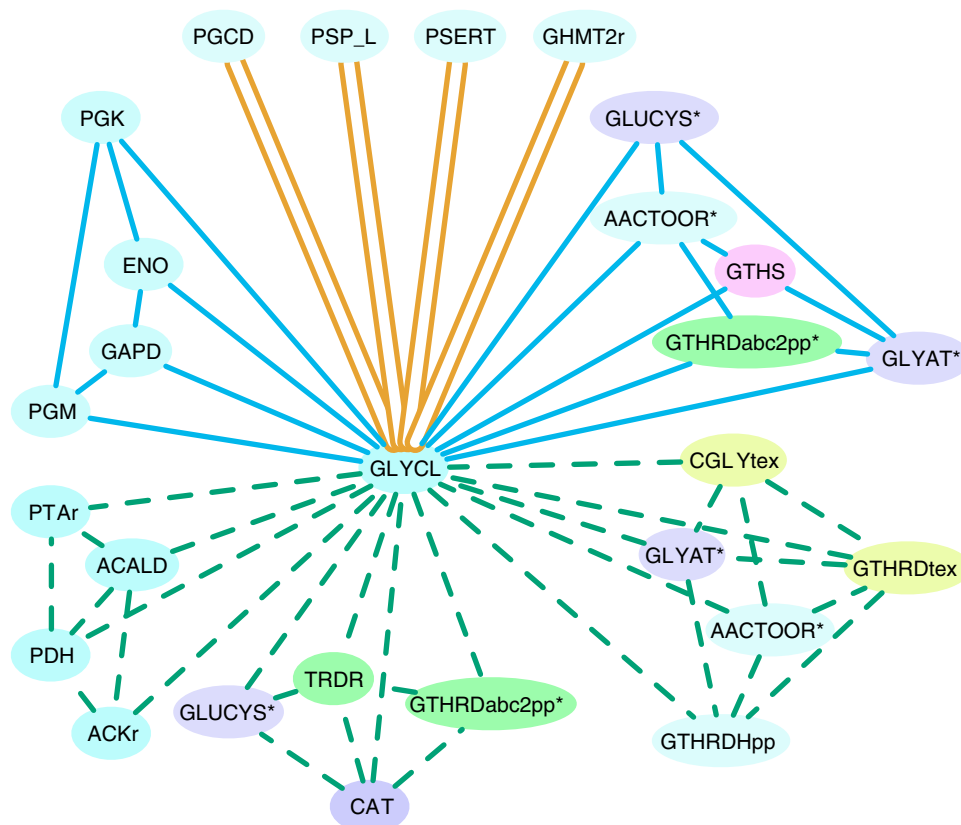 PGCD
PSP_L
PSERT
GHMT2r
PGK
GLUCYS*
AACTOOR*
ENO
GTHS
GAPD
GTHRDabc2pp*
GLYAT*
PGM
GLYCL
CGLYtex
PTAr
ACALD
GLYAT*
GTHRDtex
AACTOOR*
PDH
TRDR
GLUCYS*
GTHRDabc2pp*
ACKr
GTHRDHpp
CAT